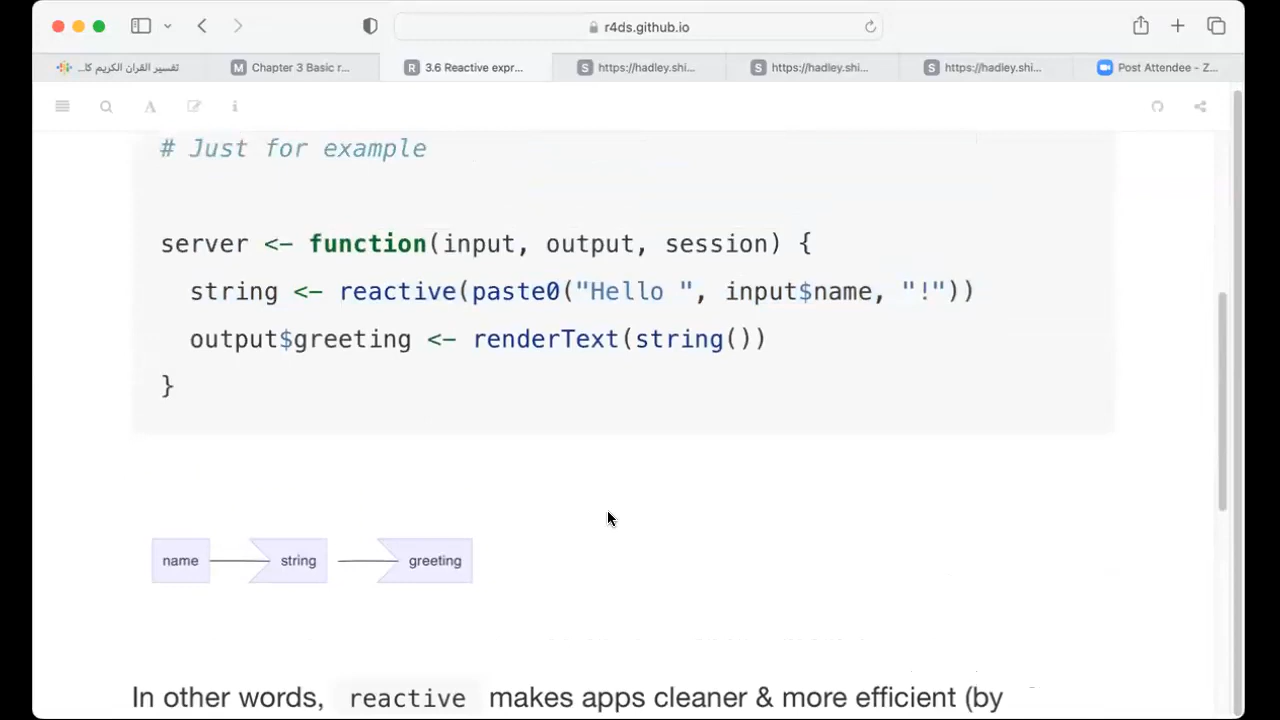 r4ds.github.io
تفسير القران الكريم كا...
Chapter 3 Basic r...
3.6 Reactive expr...
https://hadley.shi...
https://hadley.shi...
https://hadley.shi...
Post Attendee - Z...
# Just for example
server <- function(input, output, session) {
string <- reactive(paste0("Hello ", input$name, "!"))
output$greeting <- renderText(string())
}
name
string
greeting
In other words, reactive makes apps cleaner & more efficient (by